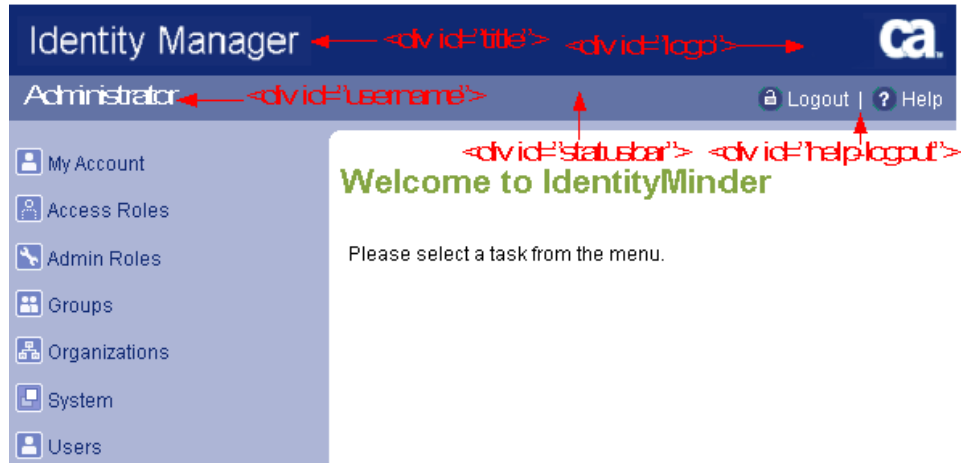 Identity Manager <div id='title'> <div id='logo'> ca.
Administrator <div id='username'> Logout | ? Help
<div id='statusbar'> <div id='help-logout'>
My Account
Welcome to IdentityMinder
Access Roles
Admin Roles Please select a task from the menu.
Groups
Organizations
System
Users